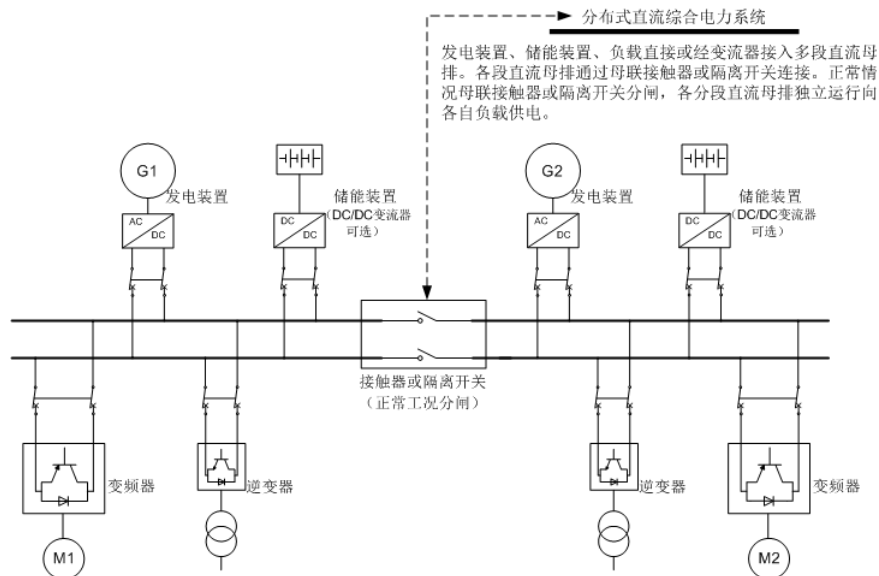 分布式直流综合电力系统
发电装置、储能装置、负载直接或经变流器接入多段直流母
排。各段直流母排通过母联接触器或隔离开关连接。正常情
况母联接触器或隔离开关分闸，各分段直流母排独立运行向
各自负载供电。
G1
发电装置
储能装置
（DC/DC变流器
可选）
G2
发电装置
储能装置
（DC/DC变流器
可选）
AC
DC
DC
DC
AC
DC
DC
DC
接触器或隔离开关
（正常工况分闸）
变频器
逆变器
逆变器
变频器
M1
M2